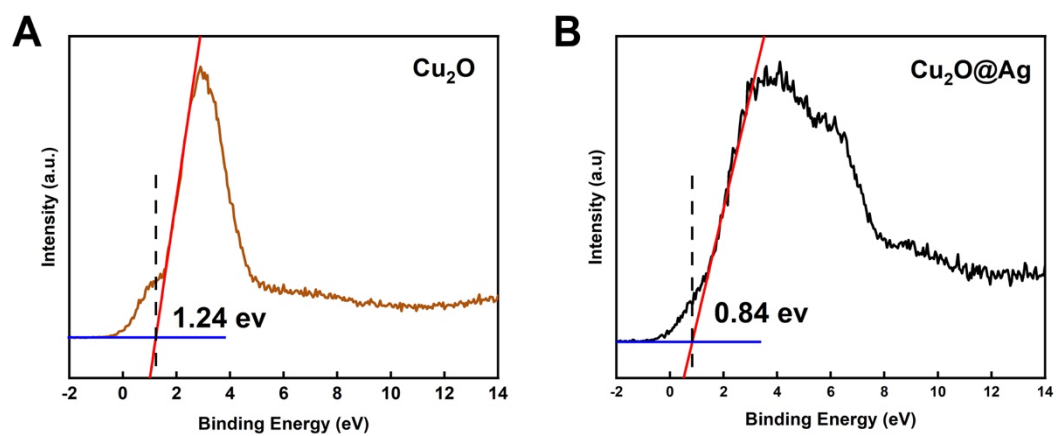 A
Cu₂O
Intensity (a.u.)
1.24 ev
-2 0 2 4 6 8 10 12 14
Binding Energy (eV)
B
Cu₂O@Ag
Intensity (a.u)
0.84 ev
-2 0 2 4 6 8 10 12 14
Binding Energy (eV)